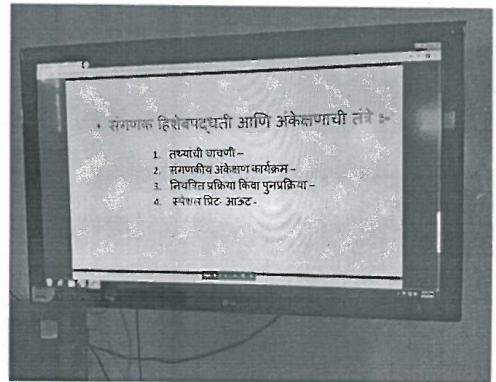 • संगणक हिशेबपद्धती आणि अंकेक्षणाची तंत्रे :-
1. तथ्यांची चाचणी –
2. संगणकीय अंकेक्षण कार्यक्रम –
3. नियंत्रित प्रक्रिया किंवा पुनप्रक्रिया –
4. स्पेशल प्रिट- आऊट -